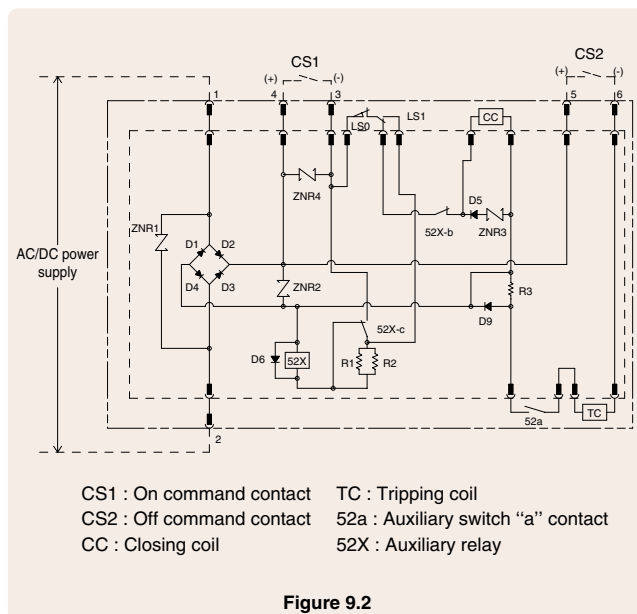 CS1
CS2
(+) (-)
(+) (-)
1
4
3
5
6
LS0
LS1
CC
ZNR4
ZNR1
D5
52X-b
ZNR3
D1
D2
AC/DC power
supply
D4
D3
ZNR2
R3
D9
52X-c
D6
52X
R1
R2
52a
TC
2
CS1 : On command contact
TC : Tripping coil
CS2 : Off command contact
52a : Auxiliary switch "a" contact
CC : Closing coil
52X : Auxiliary relay
Figure 9.2